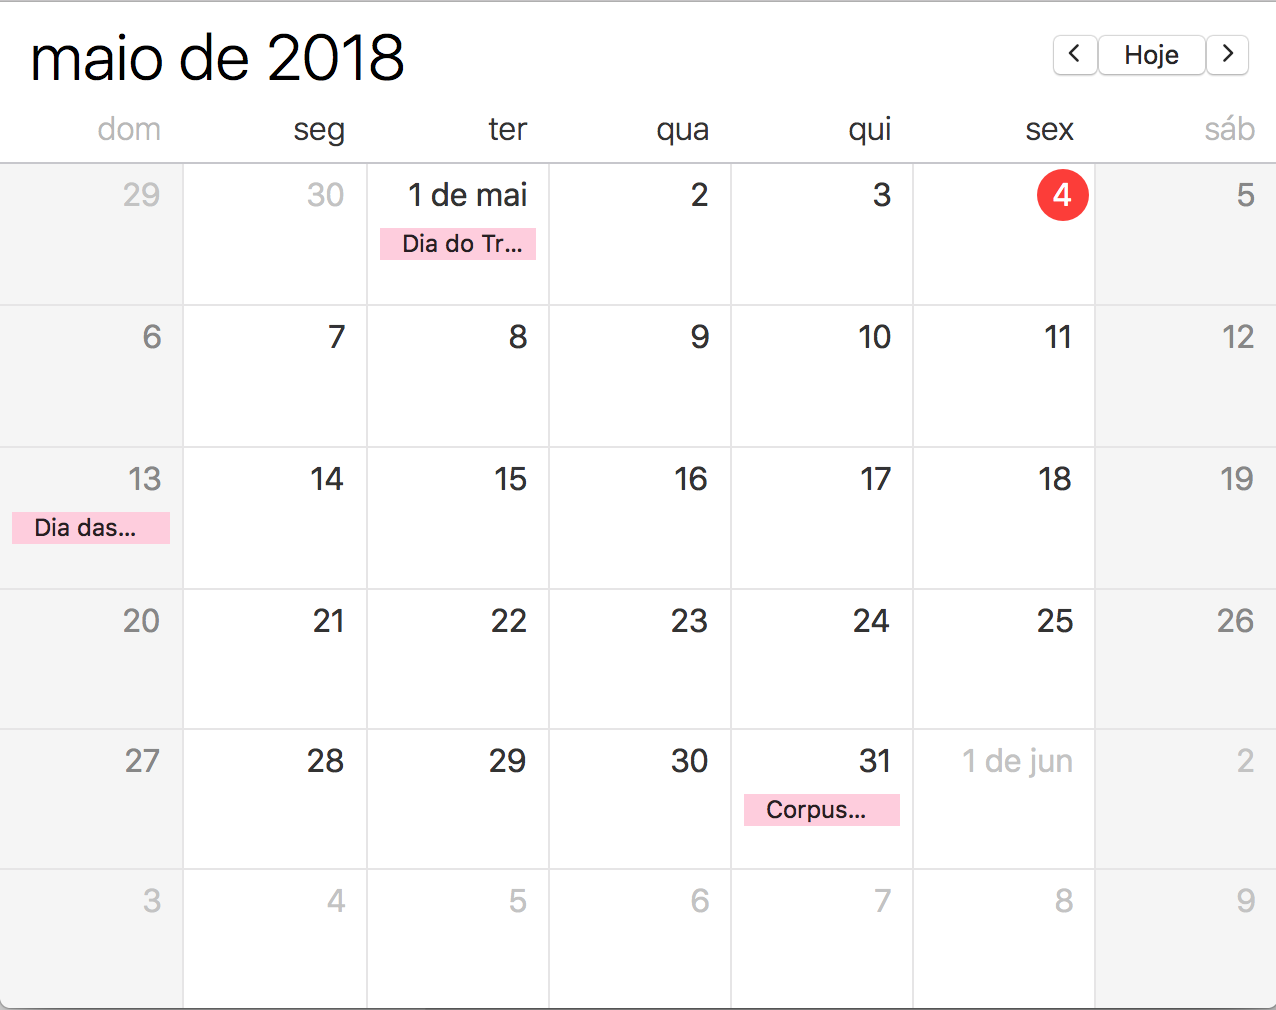 maio de 2018
Hoje
dom seg ter qua qui sex sáb
29 30 1 de mai 2 3 4 5
Dia do Tr...
6 7 8 9 10 11 12
13 14 15 16 17 18 19
Dia das...
20 21 22 23 24 25 26
27 28 29 30 31 1 de jun 2
Corpus...
3 4 5 6 7 8 9